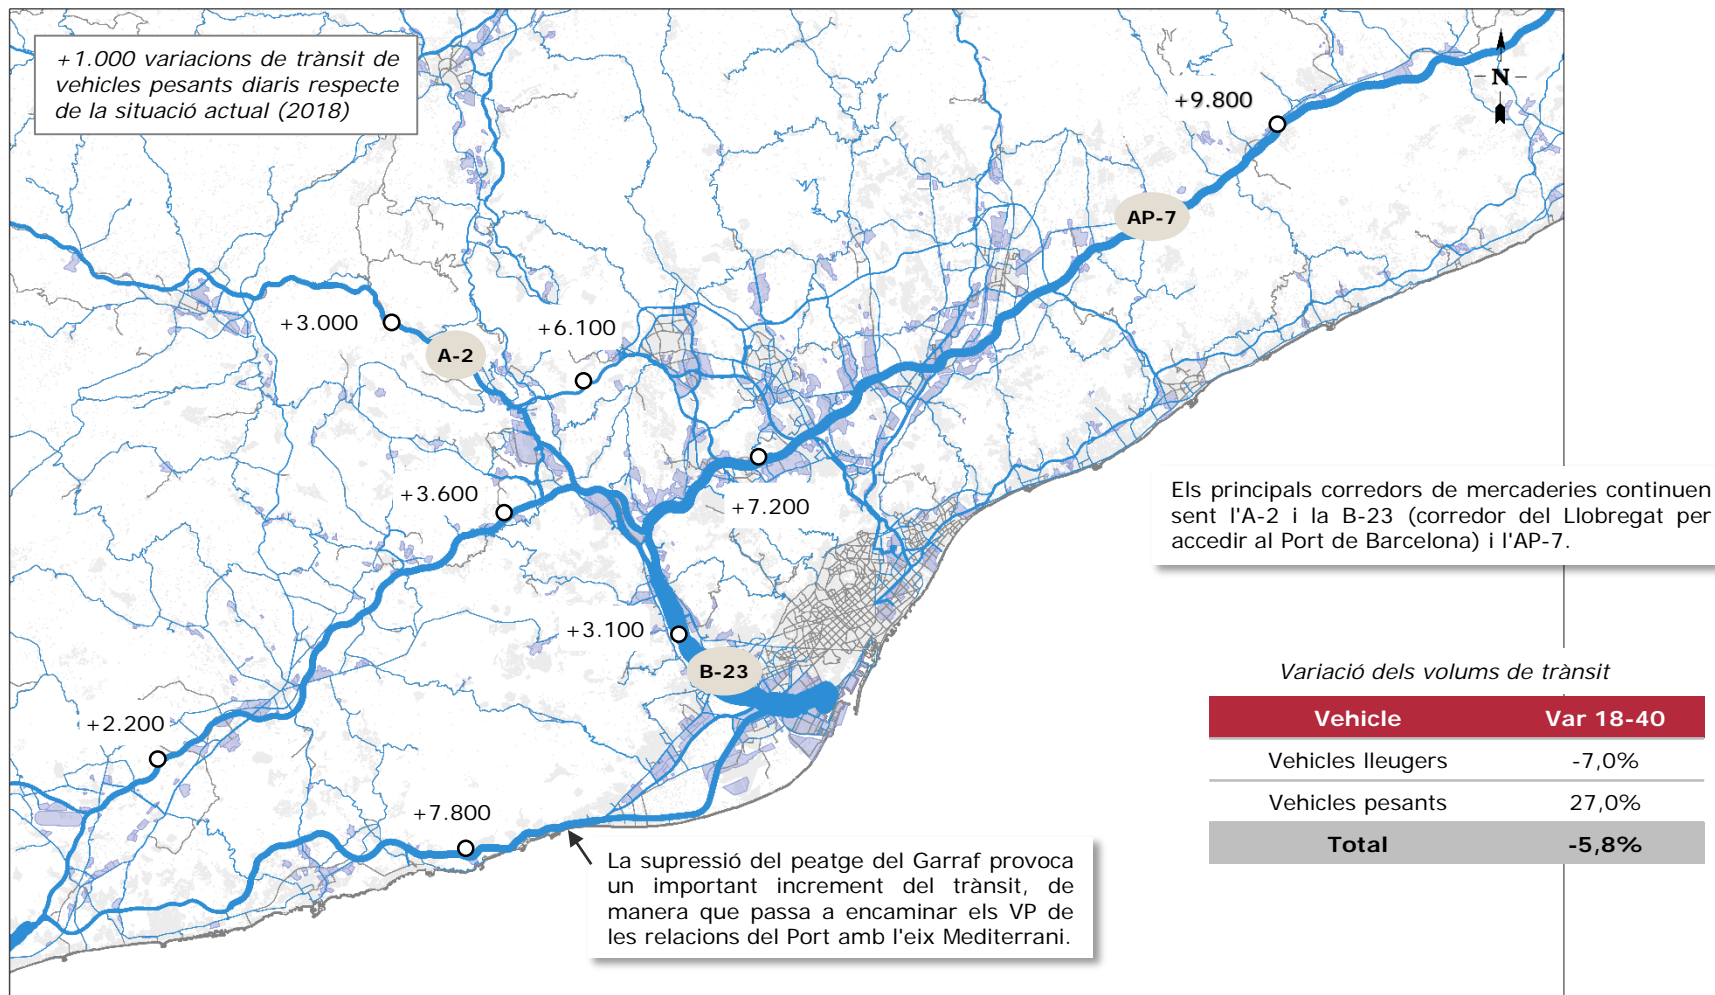 +1.000 variacions de trànsit de
vehicles pesants diaris respecte
de la situació actual (2018)
N
+9.800
AP-7
+3.000
+6.100
A-2
+3.600
+7.200
Els principals corredors de mercaderies continuen
sent l'A-2 i la B-23 (corredor del Llobregat per
accedir al Port de Barcelona) i l'AP-7.
+3.100
B-23
+2.200
+7.800
La supressió del peatge del Garraf provoca
un important increment del trànsit, de
manera que passa a encaminar els VP de
les relacions del Port amb l'eix Mediterrani.
Variació dels volums de trànsit
Vehicle Var 18-40
Vehicles lleugers -7,0%
Vehicles pesants 27,0%
Total -5,8%